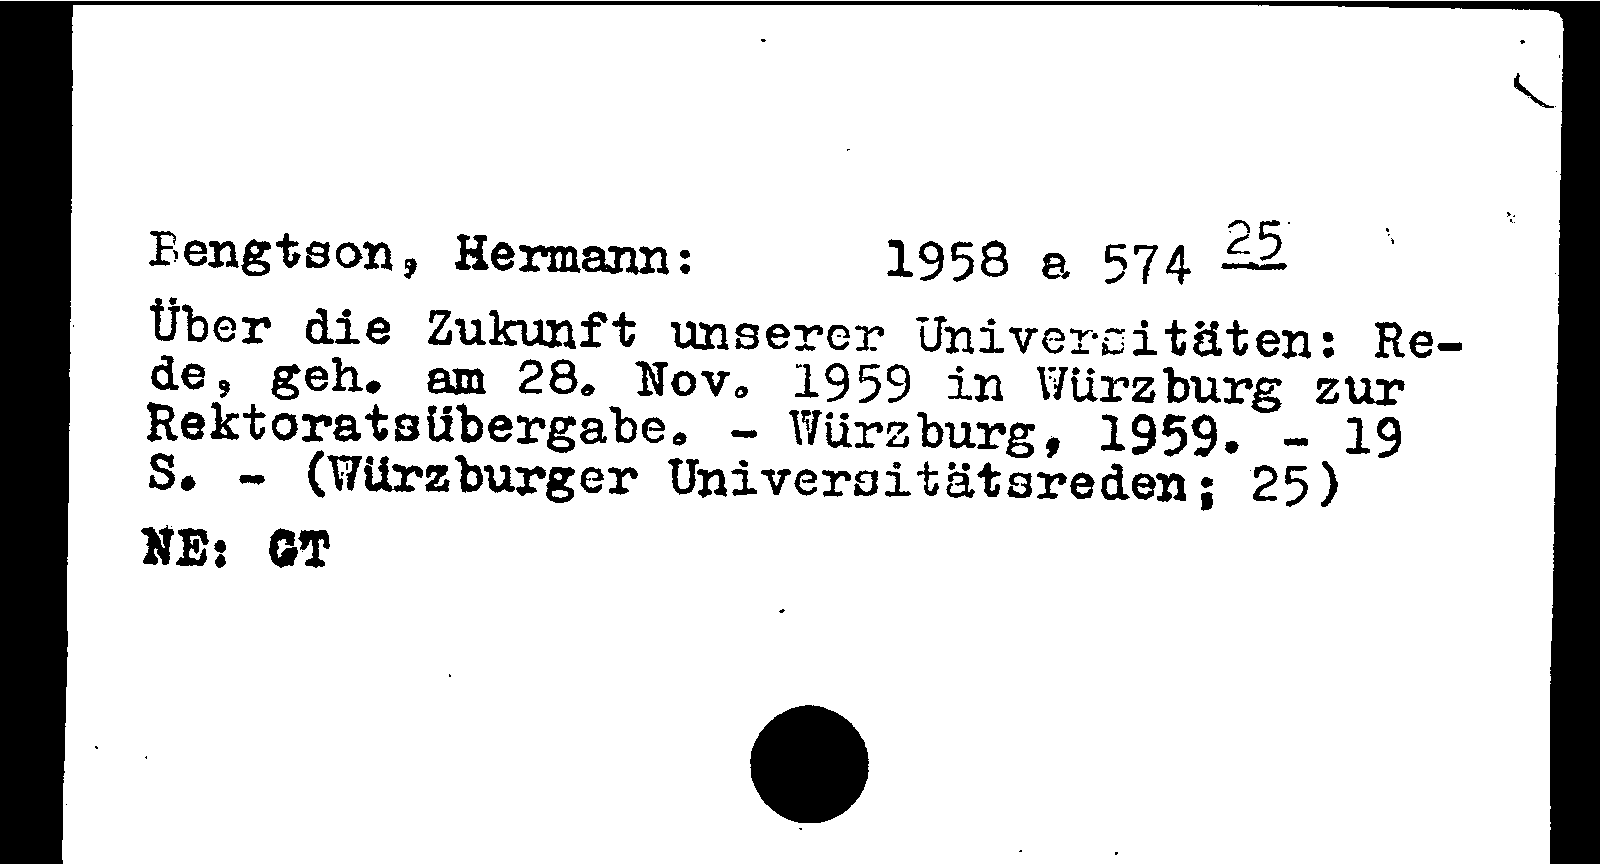 Bengtson, Hermann: 1958 a 574 25
Über die Zukunft unserer Universitäten: Re-
de, geh. am 28. Nov. 1959 in Würzburg zur
Rektoratsübergabe. - Würzburg, 1959. - 19
S. - (Würzburger Universitätsreden; 25)
NE: GT